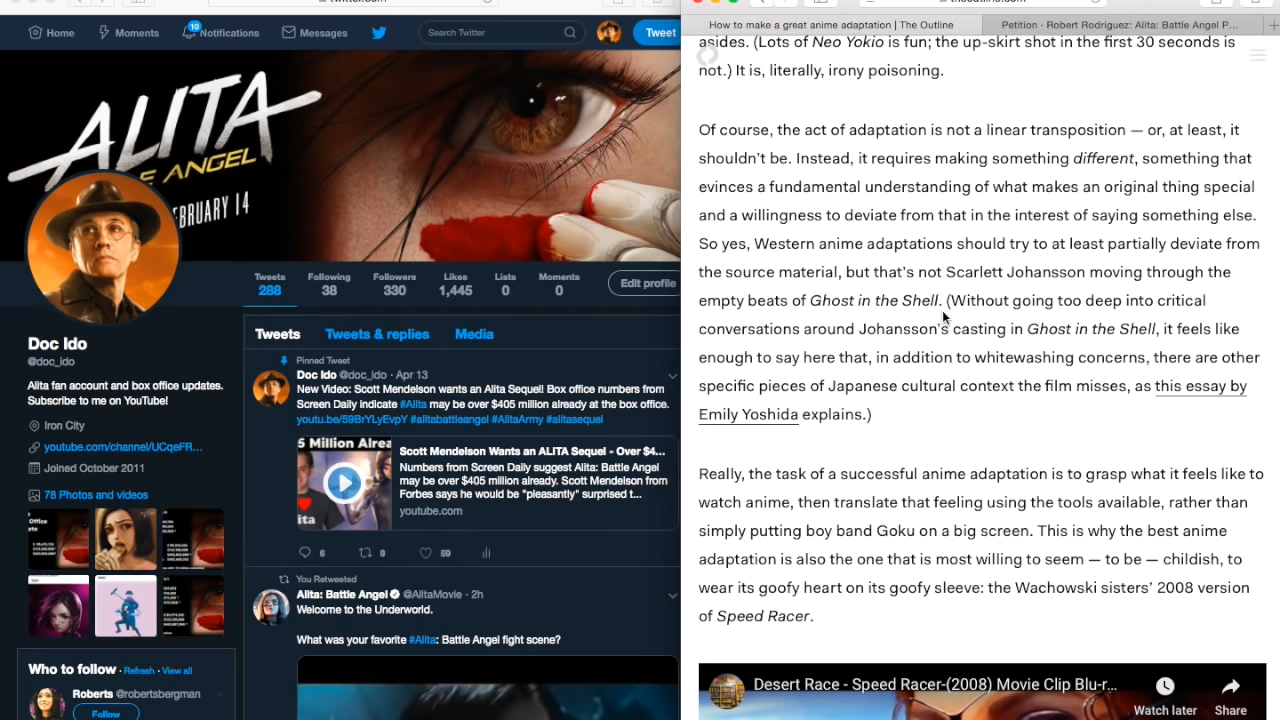 twitter.com
theoutline.com
Home
Moments
10
Notifications
Messages
Search Twitter
Tweet
ALITA
ANGEL
FEBRUARY 14
Tweets
288
Following
38
Followers
330
Likes
1,445
Lists
0
Moments
0
Edit profile
Doc Ido
@doc_ido
Alita fan account and box office updates.
Subscribe to me on YouTube!
Iron City
youtube.com/channel/UCqeFR...
Joined October 2011
78 Photos and videos
Who to follow · Refresh · View all
Roberts @robertsbergman
Follow
Tweets
Tweets & replies
Media
Pinned Tweet
Doc Ido @doc_ido · Apr 13
New Video: Scott Mendelson wants an Alita Sequel! Box office numbers from
Screen Daily indicate #Alita may be over $405 million already at the box office.
youtu.be/59BrYLyEvpY #alitabattleangel #AlitaArmy #alitasequel
5 Million Alrea
ita
Scott Mendelson Wants an ALITA Sequel - Over $4...
Numbers from Screen Daily suggest Alita: Battle Angel
may be over $405 million already. Scott Mendelson from
Forbes says he would be "pleasantly" surprised t...
youtube.com
6
9
59
You Retweeted
Alita: Battle Angel @AlitaMovie · 2h
Welcome to the Underworld.
What was your favorite #Alita: Battle Angel fight scene?
How to make a great anime adaptation | The Outline
Petition · Robert Rodriguez: Alita: Battle Angel P...
asides. (Lots of Neo Yokio is fun; the up-skirt shot in the first 30 seconds is
not.) It is, literally, irony poisoning.
Of course, the act of adaptation is not a linear transposition — or, at least, it
shouldn't be. Instead, it requires making something different, something that
evinces a fundamental understanding of what makes an original thing special
and a willingness to deviate from that in the interest of saying something else.
So yes, Western anime adaptations should try to at least partially deviate from
the source material, but that's not Scarlett Johansson moving through the
empty beats of Ghost in the Shell. (Without going too deep into critical
conversations around Johansson's casting in Ghost in the Shell, it feels like
enough to say here that, in addition to whitewashing concerns, there are other
specific pieces of Japanese cultural context the film misses, as this essay by
Emily Yoshida explains.)
Really, the task of a successful anime adaptation is to grasp what it feels like to
watch anime, then translate that feeling using the tools available, rather than
simply putting boy band Goku on a big screen. This is why the best anime
adaptation is also the one that is most willing to seem — to be — childish, to
wear its goofy heart on its goofy sleeve: the Wachowski sisters' 2008 version
of Speed Racer.
Desert Race - Speed Racer-(2008) Movie Clip Blu-r...
Watch later
Share